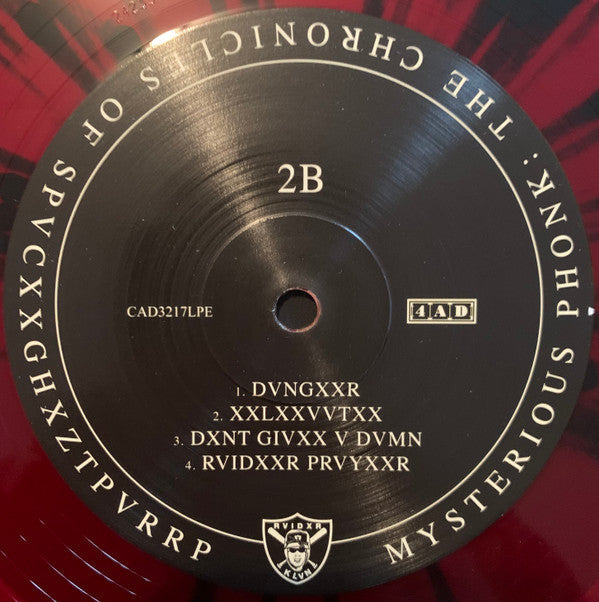 MYSTERIOUS PHONK: THE CHRONICLES OF SPVCXXGHXZTPVRRP
2B
CAD3217LPE
4AD
1. DVNGXXR
2. XXLXXVVTXX
3. DXNT GIVXX V DVMN
4. RVIDXXR PRVYXXR
RVIDXR
KLVN